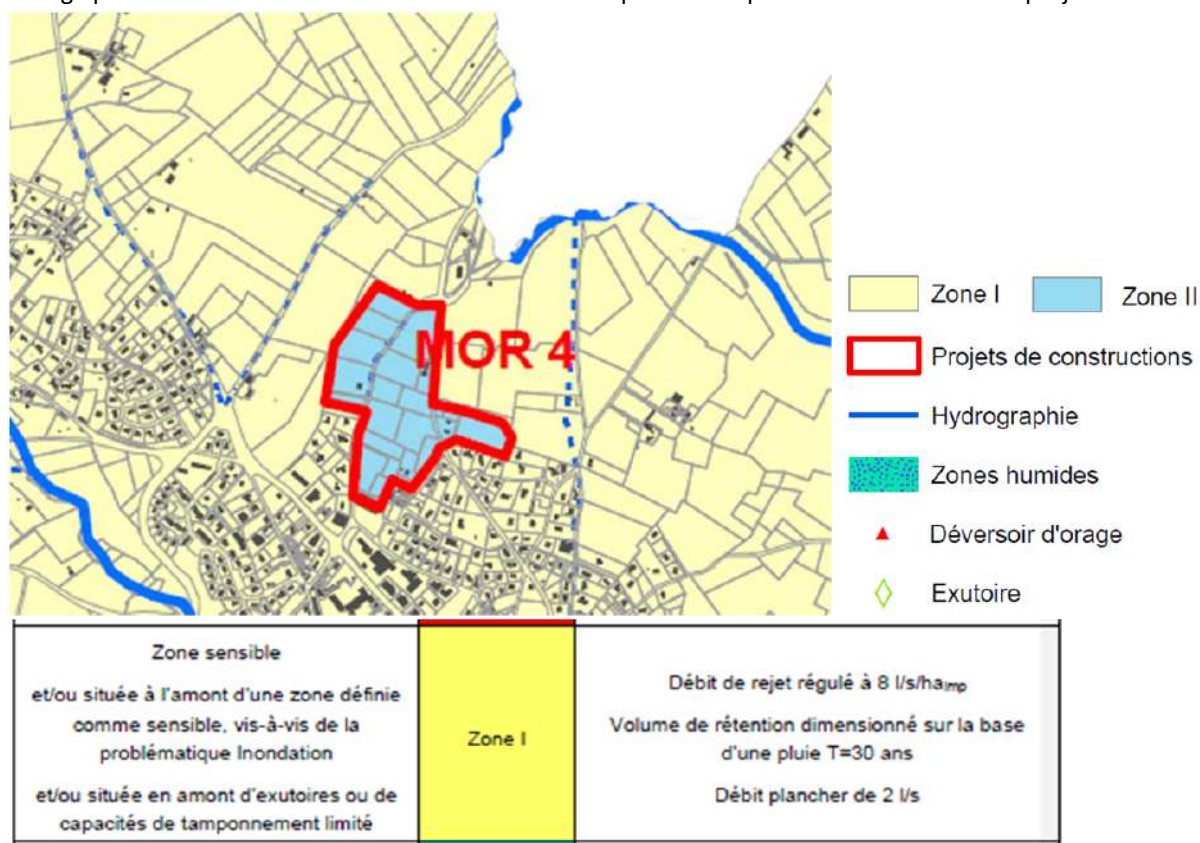 MOR 4
Zone I
Zone II
Projets de constructions
Hydrographie
Zones humides
Déversoir d'orage
Exutoire
Zone sensible
et/ou située à l'amont d'une zone définie
comme sensible, vis-à-vis de la
problématique Inondation
et/ou située en amont d'exutoires ou de
capacités de tamponnement limité
Zone I
Débit de rejet régulé à 8 l/s/haimp
Volume de rétention dimensionné sur la base
d'une pluie T=30 ans
Débit plancher de 2 l/s